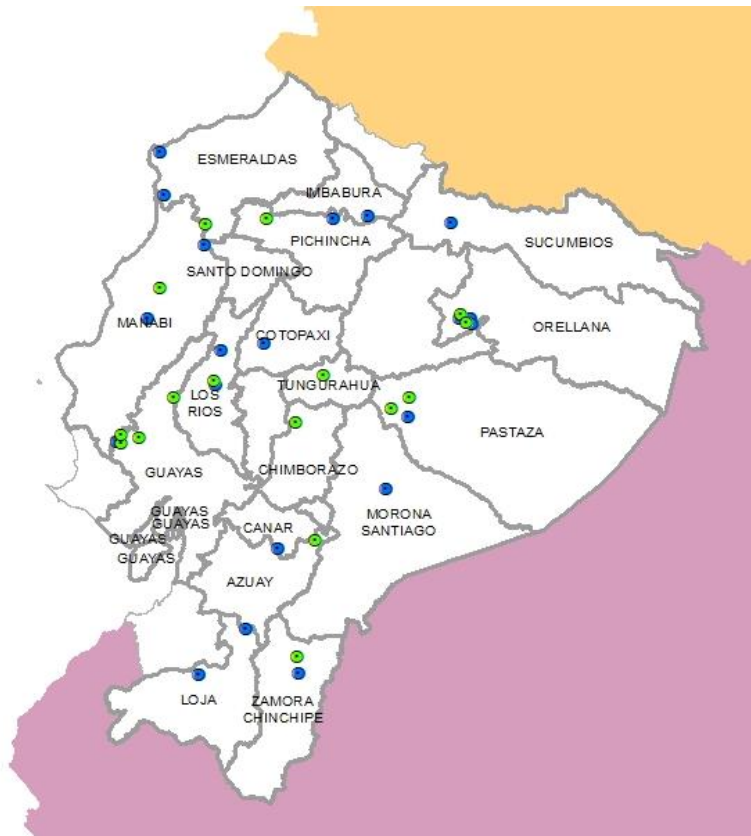 ESMERALDAS
IMBABURA
PICHINCHA
SUCUMBIOS
SANTO DOMINGO
MANABI
COTOPAXI
ORELLANA
TUNGURAHUA
LOS
RIOS
PASTAZA
GUAYAS
CHIMBORAZO
MORONA
SANTIAGO
GUAYAS
GUAYAS
CANAR
GUAYAS
GUAYAS
AZUAY
LOJA
ZAMORA
CHINCHIPE